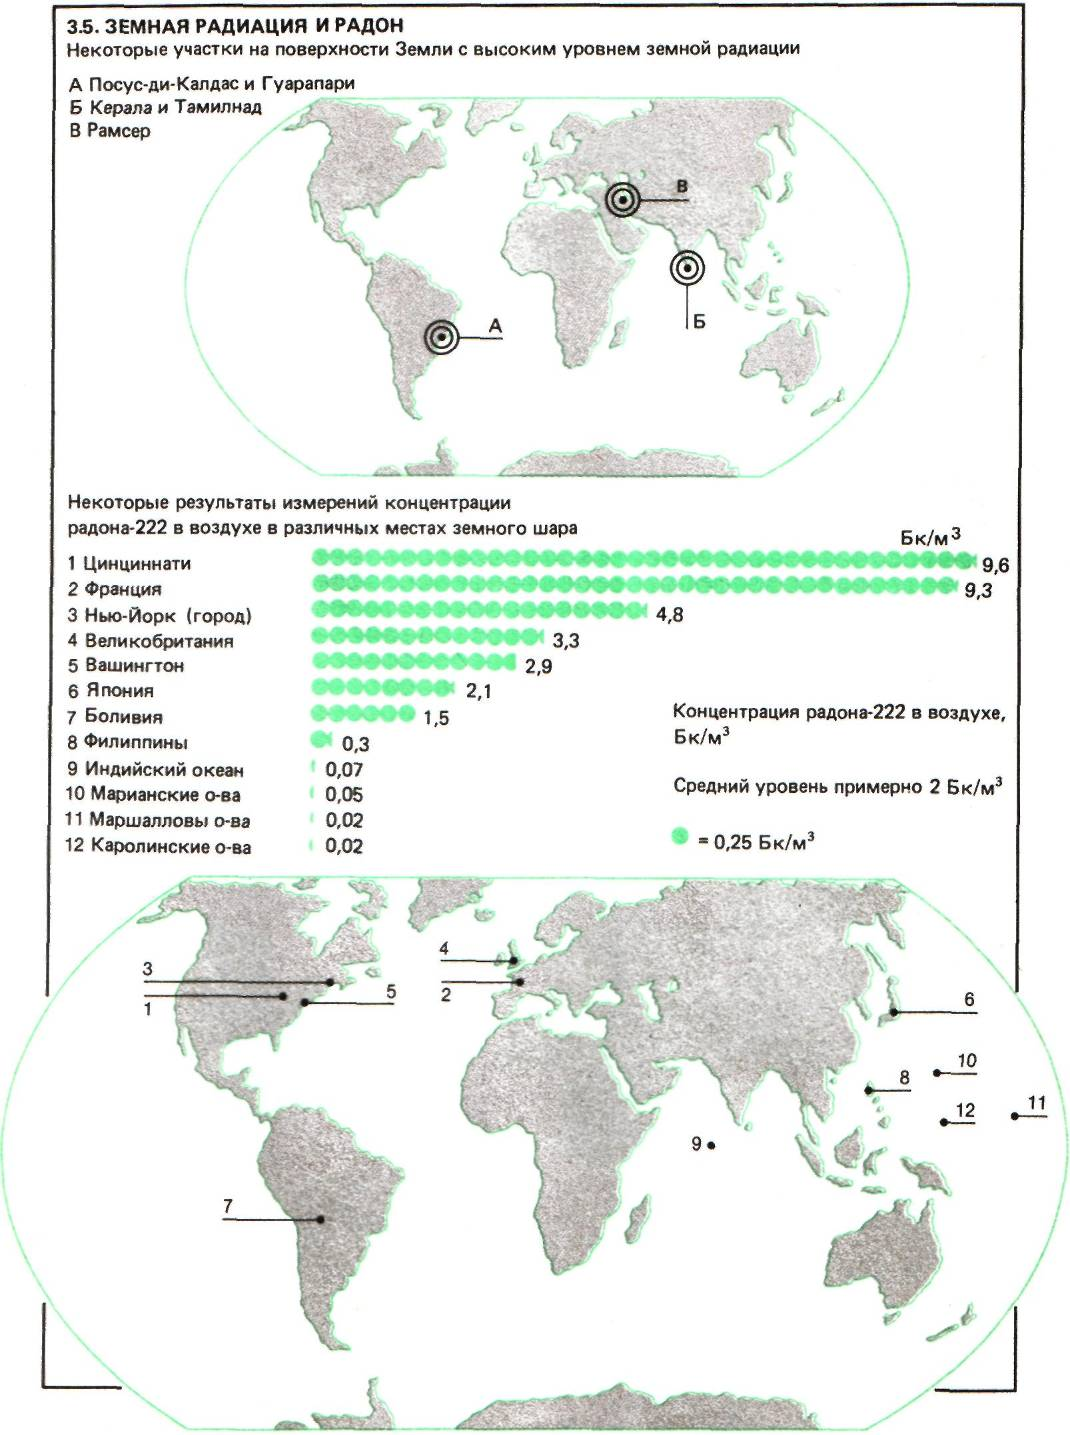 3.5. ЗЕМНАЯ РАДИАЦИЯ И РАДОН
Некоторые участки на поверхности Земли с высоким уровнем земной радиации
А Посус-ди-Калдас и Гуарапари
Б Керала и Тамилнад
В Рамсер
В
Б
А
Некоторые результаты измерений концентрации
радона-222 в воздухе в различных местах земного шара
Бк/м³
1 Цинциннати 9,6
2 Франция 9,3
3 Нью-Йорк (город) 4,8
4 Великобритания 3,3
5 Вашингтон 2,9
6 Япония 2,1
7 Боливия 1,5
8 Филиппины 0,3
9 Индийский океан 0,07
10 Марианские о-ва 0,05
11 Маршалловы о-ва 0,02
12 Каролинские о-ва 0,02
Концентрация радона-222 в воздухе,
Бк/м³
Средний уровень примерно 2 Бк/м³
= 0,25 Бк/м³
4
3
2
5
1
6
10
8
12
11
9
7